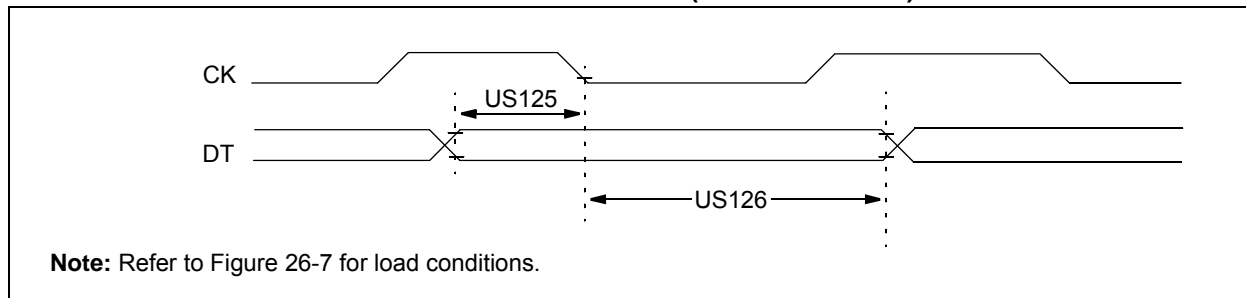 CK
US125
DT
US126
Note: Refer to Figure 26-7 for load conditions.